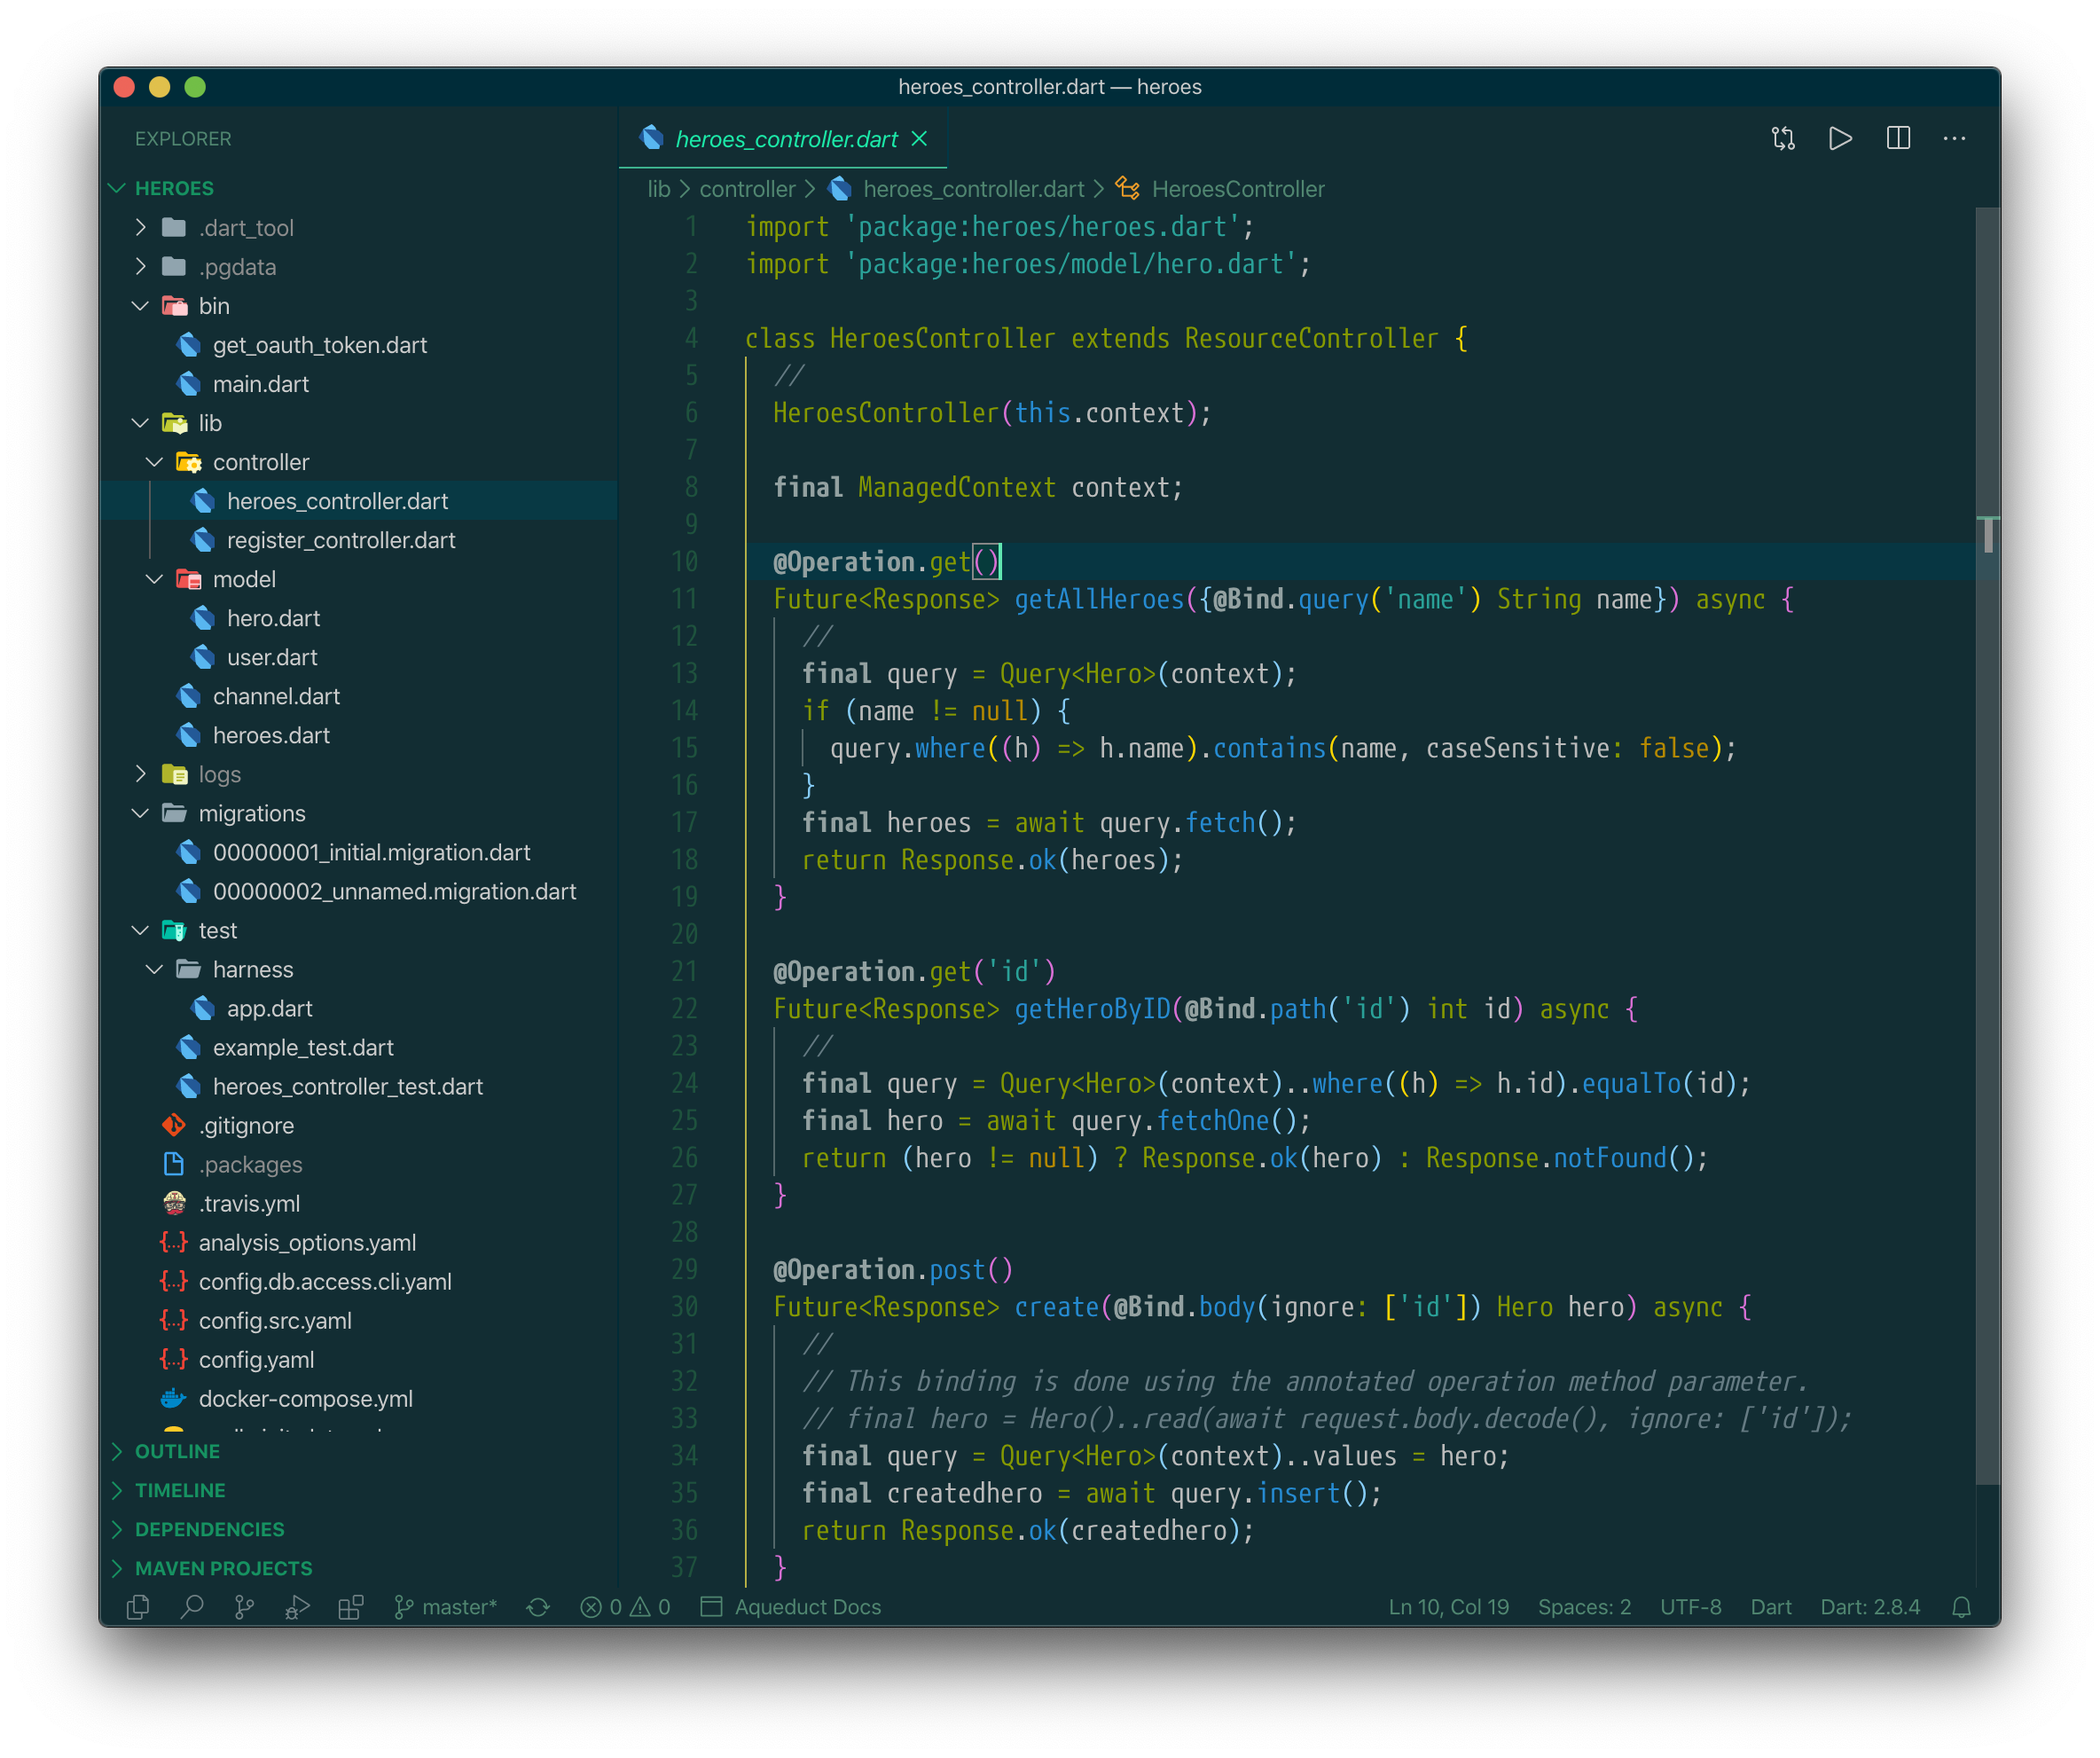 heroes_controller.dart — heroes
EXPLORER
HEROES
.dart_tool
.pgdata
bin
get_oauth_token.dart
main.dart
lib
controller
heroes_controller.dart
register_controller.dart
model
hero.dart
user.dart
channel.dart
heroes.dart
logs
migrations
00000001_initial.migration.dart
00000002_unnamed.migration.dart
test
harness
app.dart
example_test.dart
heroes_controller_test.dart
.gitignore
.packages
.travis.yml
analysis_options.yaml
config.db.access.cli.yaml
config.src.yaml
config.yaml
docker-compose.yml
OUTLINE
TIMELINE
DEPENDENCIES
MAVEN PROJECTS
heroes_controller.dart
lib > controller > heroes_controller.dart > HeroesController
1 import 'package:heroes/heroes.dart';
2 import 'package:heroes/model/hero.dart';
3
4 class HeroesController extends ResourceController {
5 //
6 HeroesController(this.context);
7
8 final ManagedContext context;
9
10 @Operation.get()
11 Future<Response> getAllHeroes({@Bind.query('name') String name}) async {
12 //
13 final query = Query<Hero>(context);
14 if (name != null) {
15 query.where((h) => h.name).contains(name, caseSensitive: false);
16 }
17 final heroes = await query.fetch();
18 return Response.ok(heroes);
19 }
20
21 @Operation.get('id')
22 Future<Response> getHeroByID(@Bind.path('id') int id) async {
23 //
24 final query = Query<Hero>(context)..where((h) => h.id).equalTo(id);
25 final hero = await query.fetchOne();
26 return (hero != null) ? Response.ok(hero) : Response.notFound();
27 }
28
29 @Operation.post()
30 Future<Response> create(@Bind.body(ignore: ['id']) Hero hero) async {
31 //
32 // This binding is done using the annotated operation method parameter.
33 // final hero = Hero()..read(await request.body.decode(), ignore: ['id']);
34 final query = Query<Hero>(context)..values = hero;
35 final createdhero = await query.insert();
36 return Response.ok(createdhero);
37 }
master* 0 0 Aqueduct Docs Ln 10, Col 19 Spaces: 2 UTF-8 Dart Dart: 2.8.4